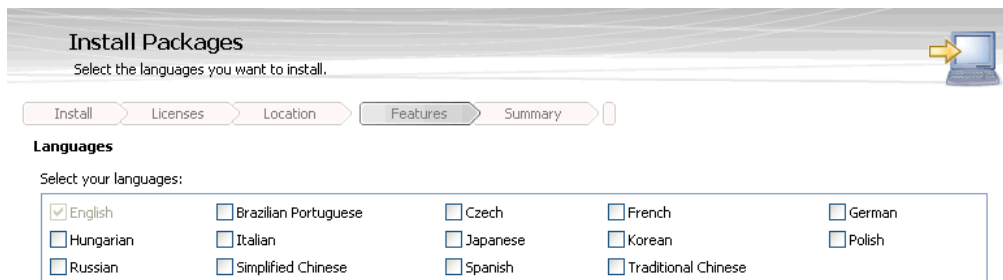 Install Packages
Select the languages you want to install.
Install Licenses Location Features Summary
Languages
Select your languages:
English Brazilian Portuguese Czech French German
Hungarian Italian Japanese Korean Polish
Russian Simplified Chinese Spanish Traditional Chinese